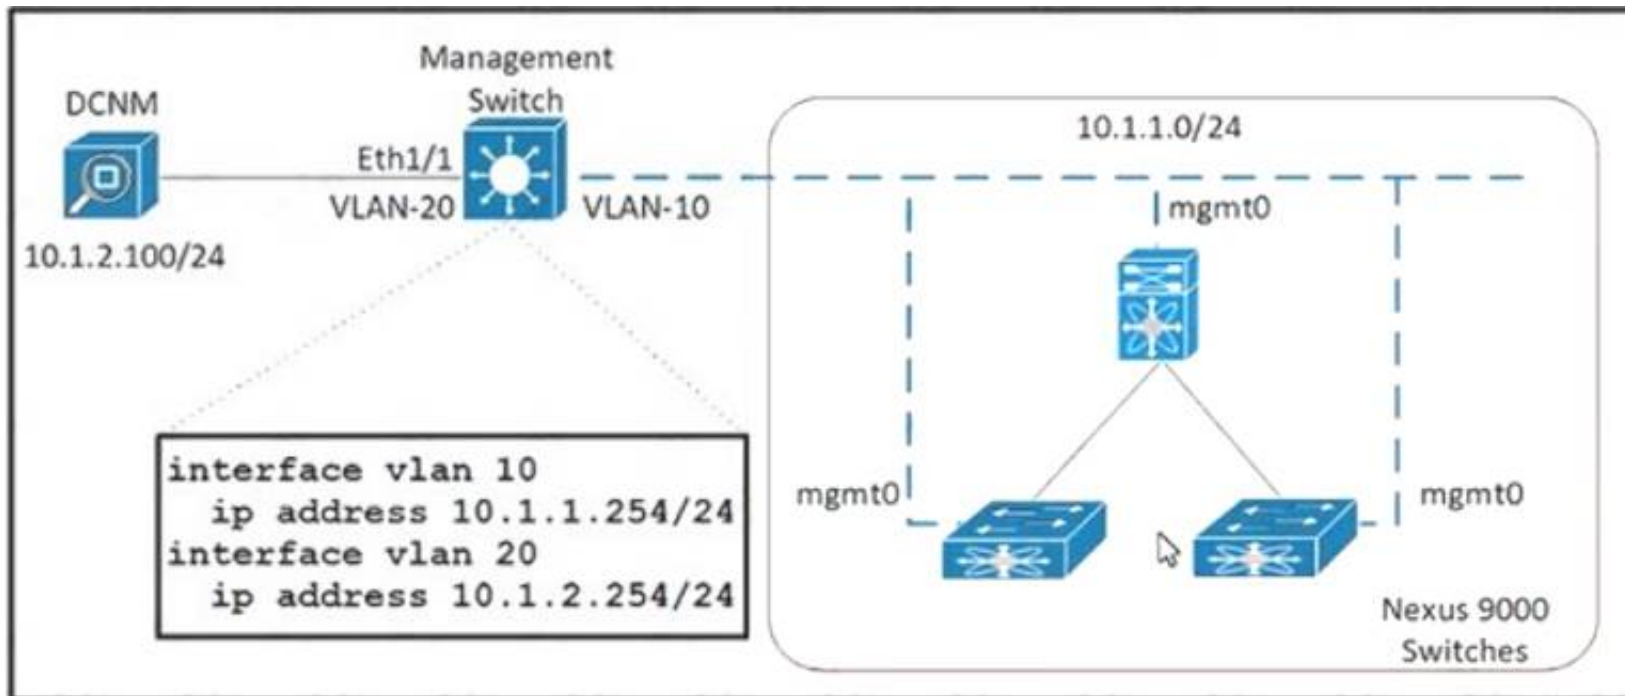 Management
Switch
DCNM
10.1.1.0/24
Eth1/1
VLAN-20
VLAN-10
mgmt0
10.1.2.100/24
interface vlan 10
  ip address 10.1.1.254/24
interface vlan 20
  ip address 10.1.2.254/24
mgmt0
mgmt0
Nexus 9000
Switches